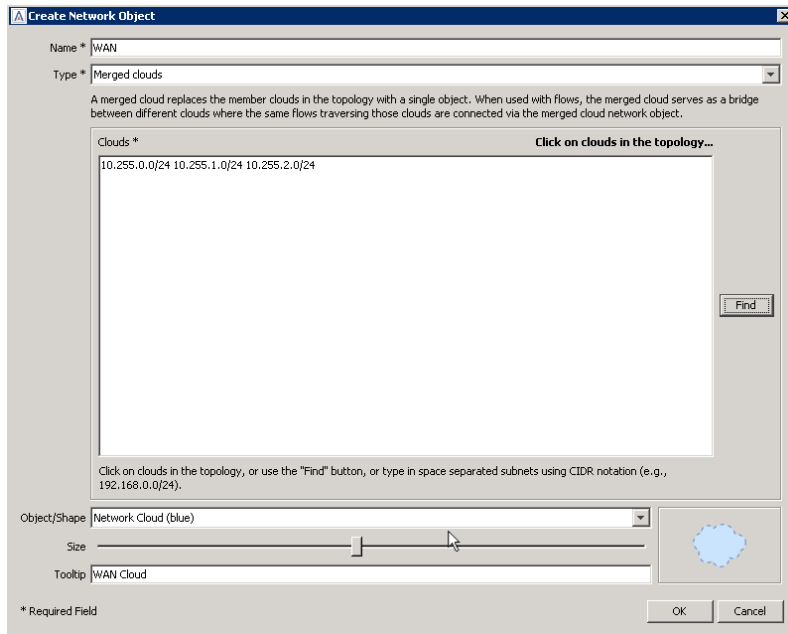 Create Network Object
Name * WAN
Type * Merged clouds
A merged cloud replaces the member clouds in the topology with a single object. When used with flows, the merged cloud serves as a bridge
between different clouds where the same flows traversing those clouds are connected via the merged cloud network object.
Clouds * Click on clouds in the topology...
10.255.0.0/24 10.255.1.0/24 10.255.2.0/24
Find
Click on clouds in the topology, or use the "Find" button, or type in space separated subnets using CIDR notation (e.g.,
192.168.0.0/24).
Object/Shape Network Cloud (blue)
Size
Tooltip WAN Cloud
* Required Field OK Cancel